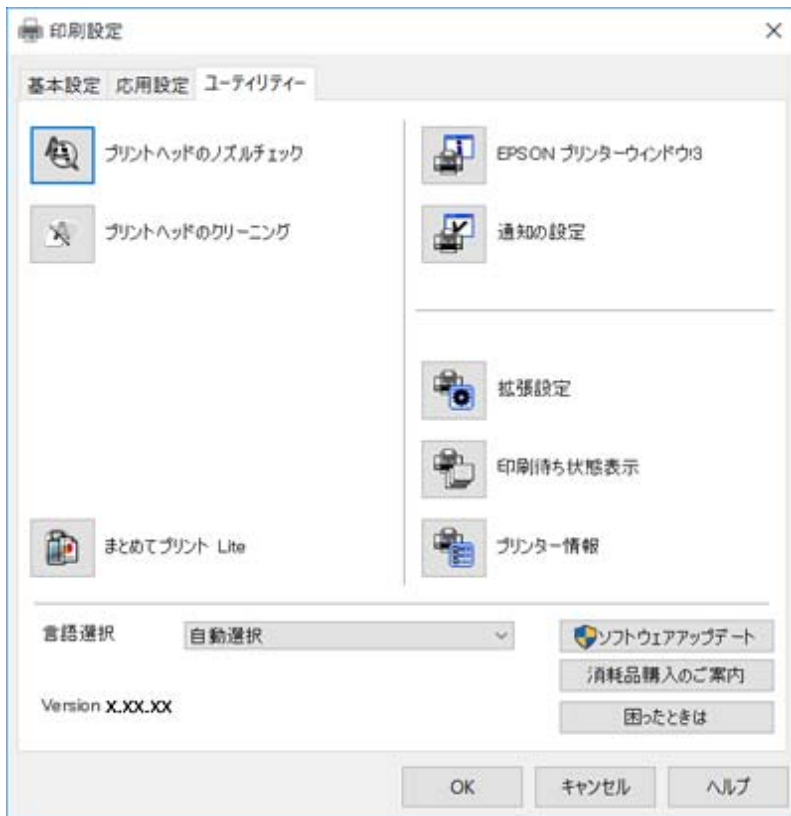 印刷設定
基本設定 応用設定 ユーティリティー
プリントヘッドのノズルチェック
プリントヘッドのクリーニング
まとめてプリント Lite
EPSON プリンターウィンドウ!3
通知の設定
拡張設定
印刷待ち状態表示
プリンター情報
言語選択 自動選択
Version X.XX.XX
ソフトウェアアップデート
消耗品購入のご案内
困ったときは
OK キャンセル ヘルプ